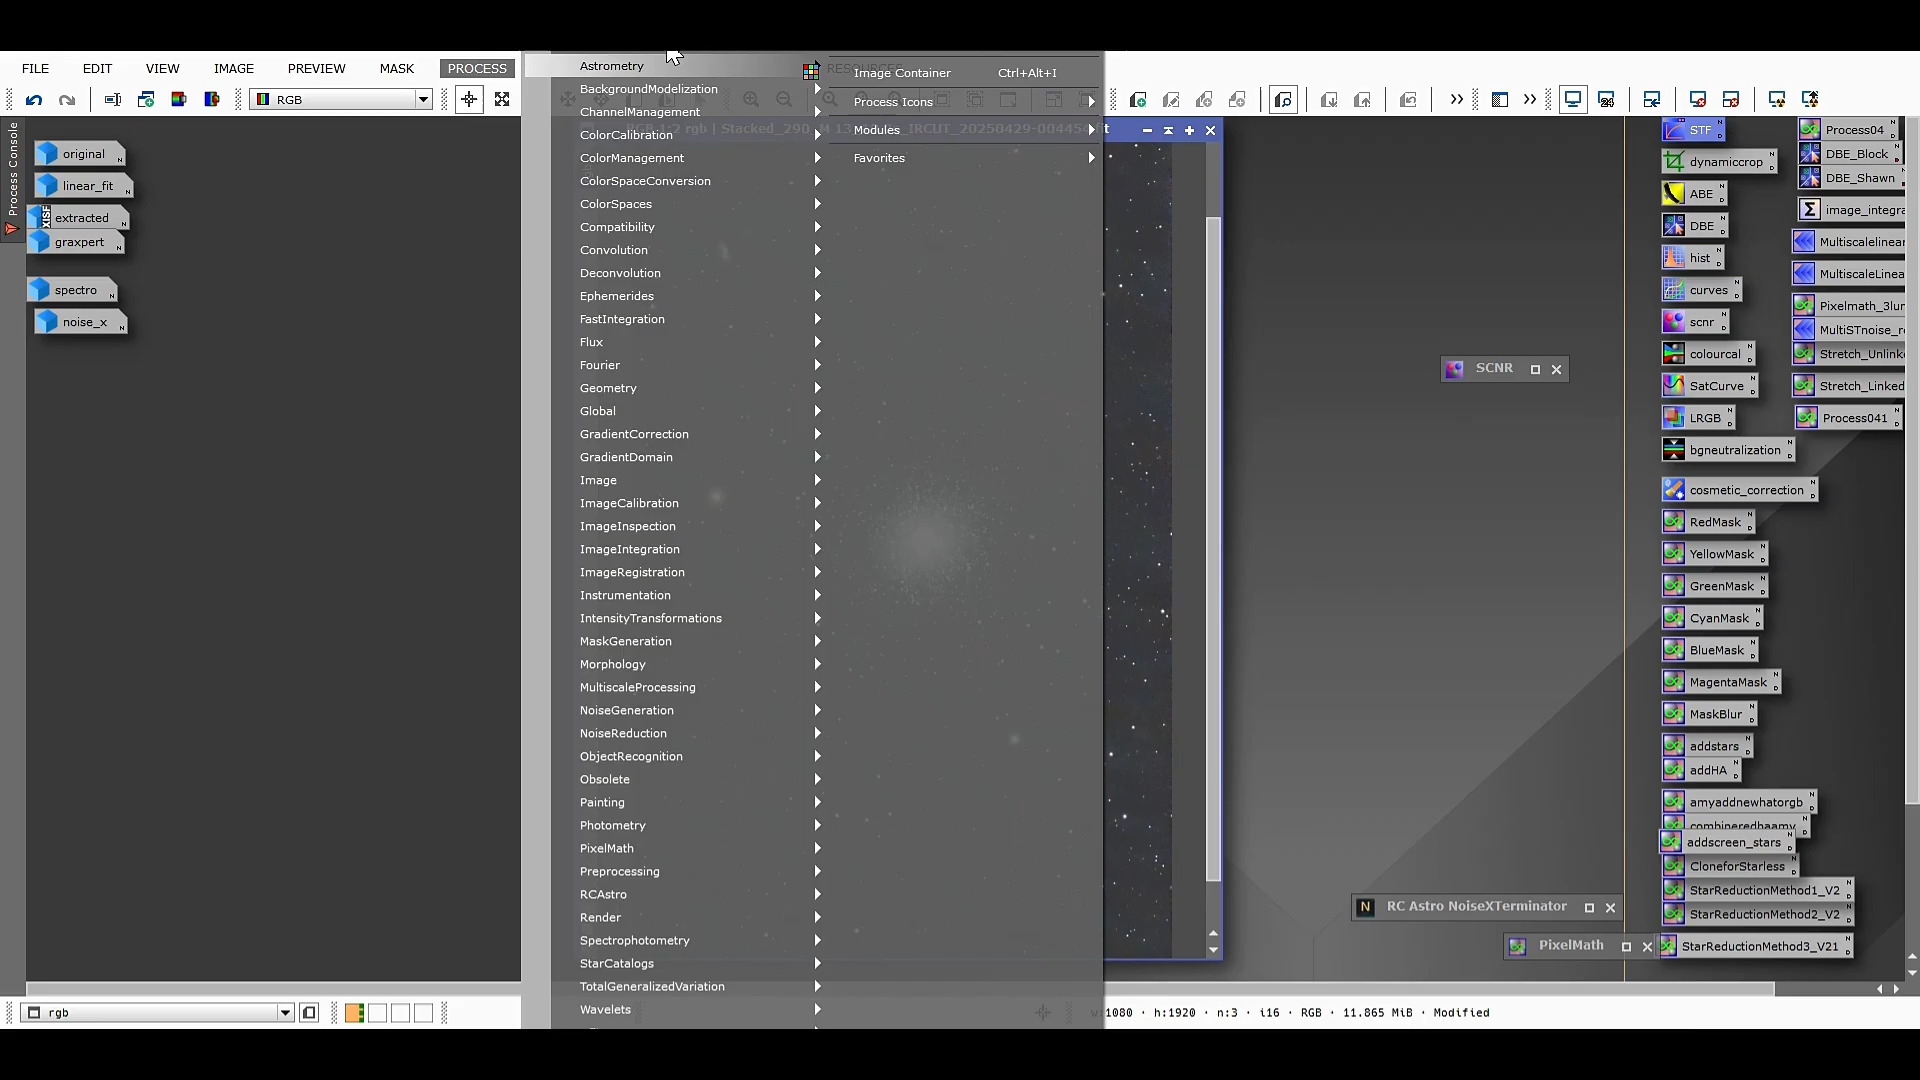 FILE EDIT VIEW IMAGE PREVIEW MASK PROCESS
RESOURCES
RGB
Process Console
original
linear_fit
extracted
graxpert
spectro
noise_x
Astrometry
BackgroundModelization
ChannelManagement
ColorCalibration
ColorManagement
ColorSpaceConversion
ColorSpaces
Compatibility
Convolution
Deconvolution
Ephemerides
FastIntegration
Flux
Fourier
Geometry
Global
GradientCorrection
GradientDomain
Image
ImageCalibration
ImageInspection
ImageIntegration
ImageRegistration
Instrumentation
IntensityTransformations
MaskGeneration
Morphology
MultiscaleProcessing
NoiseGeneration
NoiseReduction
ObjectRecognition
Obsolete
Painting
Photometry
PixelMath
Preprocessing
RCAstro
Render
Spectrophotometry
StarCatalogs
TotalGeneralizedVariation
Wavelets
Image Container Ctrl+Alt+I
Process Icons
Modules
Favorites
SCNR
RC Astro NoiseXTerminator
PixelMath
STF
dynamiccrop
ABE
DBE
hist
curves
scnr
colourcal
SatCurve
LRGB
bgneutralization
cosmetic_correction
RedMask
YellowMask
GreenMask
CyanMask
BlueMask
MagentaMask
MaskBlur
addstars
addHA
amyaddnewhatorgb
combineredhaamy
addscreen_stars
CloneforStarless
StarReductionMethod1_V2
StarReductionMethod2_V2
StarReductionMethod3_V21
Process04
DBE_Block
DBE_Shawn
image_integra
Multiscalelinear
MultiscaleLinea
Pixelmath_3lur
MultiSTnoise_r
Stretch_Unlink
Stretch_Linked
Process041
rgb
w:1080 · h:1920 · n:3 · i16 · RGB · 11.865 MiB · Modified